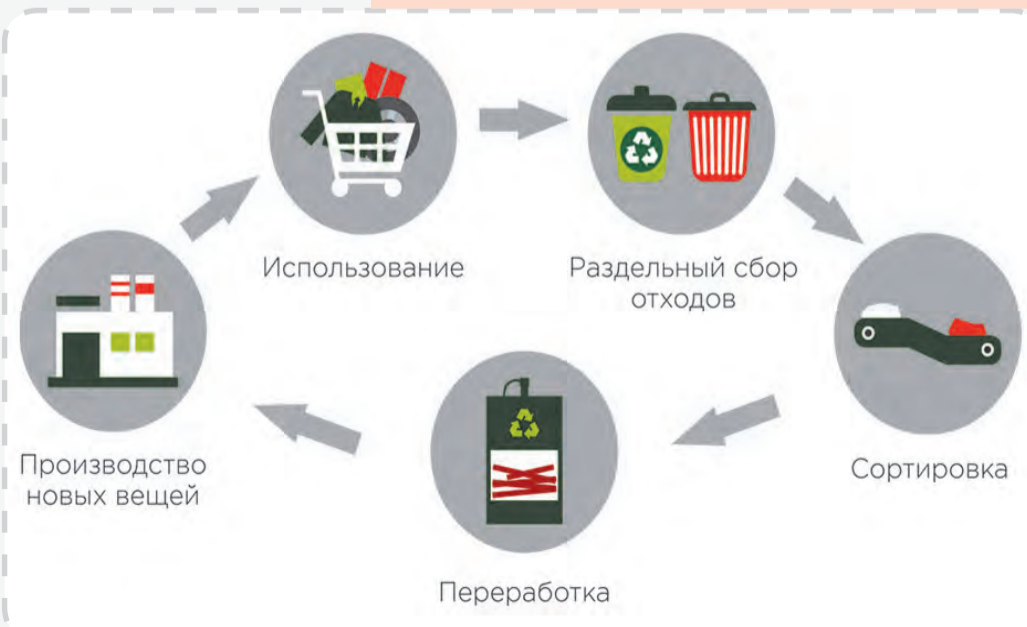 Использование
Раздельный сбор
отходов
Производство
новых вещей
Сортировка
Переработка